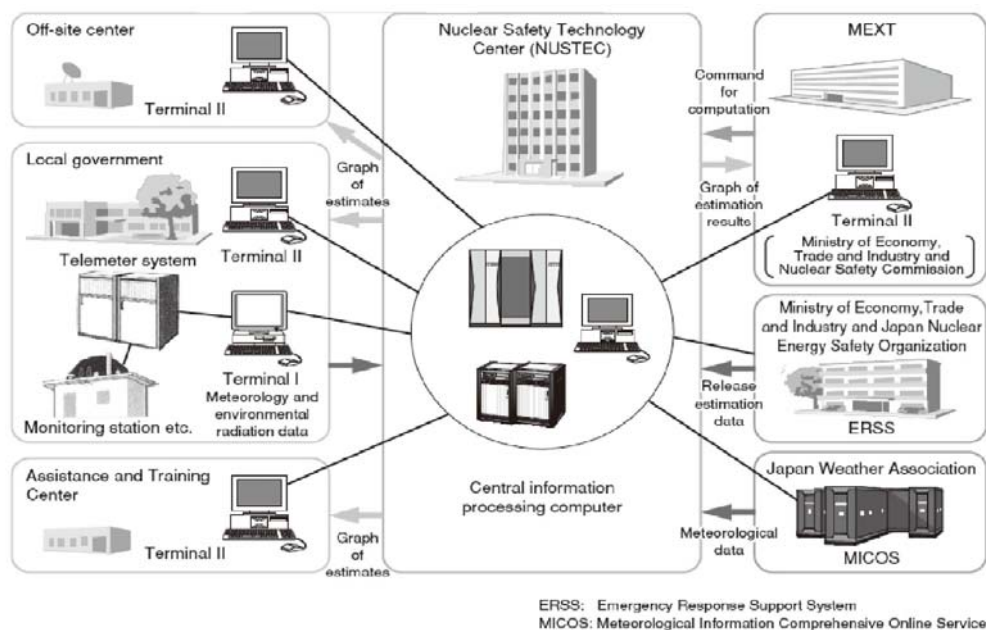 Off-site center
Terminal II
Local government
Terminal II
Telemeter system
Terminal I
Meteorology and
environmental
radiation data
Monitoring station etc.
Assistance and Training
Center
Terminal II
Graph
of
estimates
Graph
of
estimates
Nuclear Safety Technology
Center (NUSTEC)
Central information
processing computer
Command
for
computation
Graph of
estimation
results
Release
estimation
data
Meteorological
data
MEXT
Terminal II
Ministry of Economy,
Trade and Industry and
Nuclear Safety Commission
Ministry of Economy,Trade
and Industry and Japan Nuclear
Energy Safety Organization
ERSS
Japan Weather Association
MICOS
ERSS: Emergency Response Support System
MICOS: Meteorological Information Comprehensive Online Service